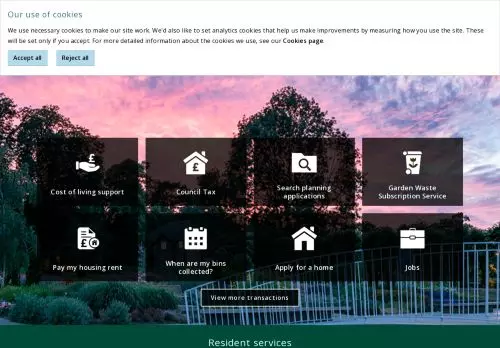 Our use of cookies
We use necessary cookies to make our site work. We'd also like to set analytics cookies that help us make improvements by measuring how you use the site. These
will be set only if you accept. For more detailed information about the cookies we use, see our Cookies page.
Accept all
Reject all
Cost of living support
Council Tax
Search planning
applications
Garden Waste
Subscription Service
Pay my housing rent
When are my bins
collected?
Apply for a home
Jobs
View more transactions
Resident services